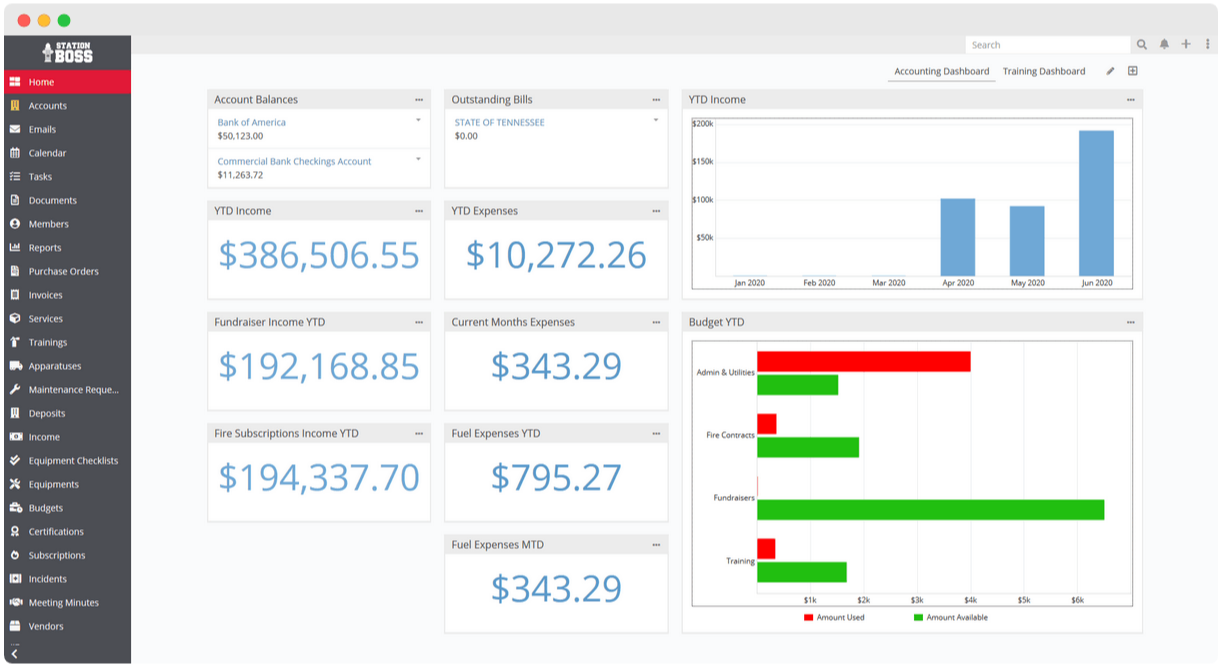 STATION
BOSS
Home
Accounts
Emails
Calendar
Tasks
Documents
Members
Reports
Purchase Orders
Invoices
Services
Trainings
Apparatuses
Maintenance Reque...
Deposits
Income
Equipment Checklists
Equipments
Budgets
Certifications
Subscriptions
Incidents
Meeting Minutes
Vendors
Search
Accounting Dashboard Training Dashboard
Account Balances
Bank of America
$50,123.00
Commercial Bank Checkings Account
$11,263.72
Outstanding Bills
STATE OF TENNESSEE
$0.00
YTD Income
$200k
$150k
$100k
$50k
Jan 2020 Feb 2020 Mar 2020 Apr 2020 May 2020 Jun 2020
YTD Income
$386,506.55
YTD Expenses
$10,272.26
Fundraiser Income YTD
$192,168.85
Current Months Expenses
$343.29
Budget YTD
Admin & Utilities
Fire Contracts
Fundraisers
Training
$1k $2k $3k $4k $5k $6k
Amount Used Amount Available
Fire Subscriptions Income YTD
$194,337.70
Fuel Expenses YTD
$795.27
Fuel Expenses MTD
$343.29